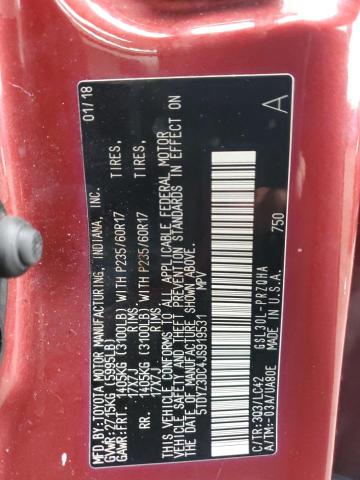 MFD. BY:
TOYOTA MOTOR MANUFACTURING, INDIANA, INC. 01/18
GVWR: 2715KG (5995LB)
GAWR: FRT. 1405KG (3100LB) WITH P235/60R17 TIRES,
17X7J RIMS
RR. 1405KG (3100LB) WITH P235/60R17 TIRES,
17X7J RIMS
THIS VEHICLE CONFORMS TO ALL APPLICABLE FEDERAL MOTOR
VEHICLE SAFETY AND THEFT PREVENTION STANDARDS IN EFFECT
ON THE DATE OF MANUFACTURE SHOWN ABOVE.
5TDYZ3DC4JS919531 MPV
A
750
C/TR: 3Q3/LC42 GSL30L-PRZQHA
A/TM: -03A/UA80E MADE IN U.S.A.